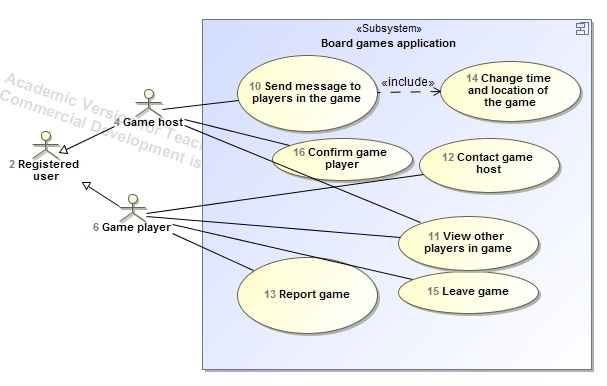 «Subsystem»
Board games application
10 Send message to
players in the game
«include»
14 Change time
and location of
the game
Academic Version for Teac
Commercial Development is
4 Game host
16 Confirm game
player
12 Contact game
host
2 Registered
user
6 Game player
11 View other
players in game
13 Report game
15 Leave game